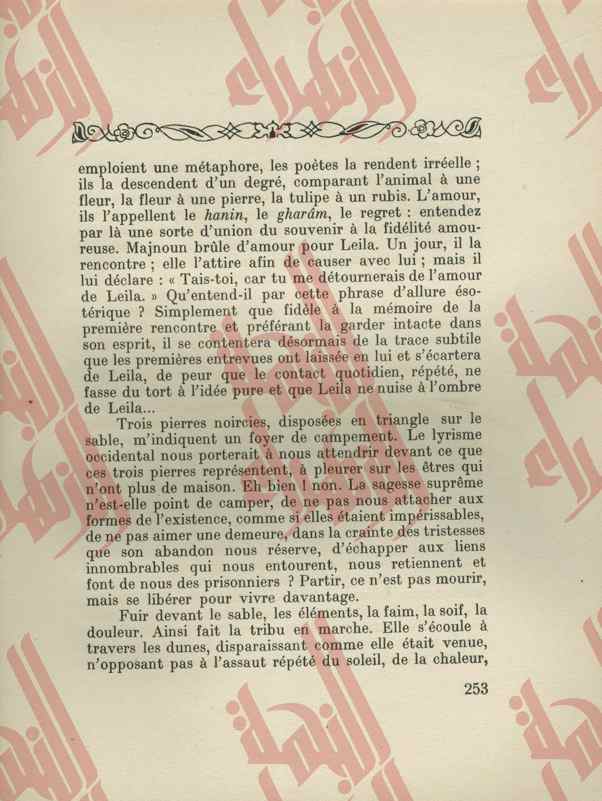 emploient une métaphore, les poètes la rendent irréelle ;
ils la descendent d'un degré, comparant l'animal à une
fleur, la fleur à une pierre, la tulipe à un rubis. L'amour,
ils l'appellent le hanin, le gharám, le regret : entendez
par là une sorte d'union du souvenir à la fidélité amou-
reuse. Majnoun brûle d'amour pour Leila. Un jour, il la
rencontre ; elle l'attire afin de causer avec lui ; mais il
lui déclare : « Tais-toi, car tu me détournerais de l'amour
de Leila. » Qu'entend-il par cette phrase d'allure éso-
térique ? Simplement que fidèle à la mémoire de la
première rencontre et préférant la garder intacte dans
son esprit, il se contentera désormais de la trace subtile
que les premières entrevues ont laissée en lui et s'écartera
de Leila, de peur que le contact quotidien, répété, ne
fasse du tort à l'idée pure et que Leila ne nuise à l'ombre
de Leila...
Trois pierres noircies, disposées en triangle sur le
sable, m'indiquent un foyer de campement. Le lyrisme
occidental nous porterait à nous attendrir devant ce que
ces trois pierres représentent, à pleurer sur les êtres qui
n'ont plus de maison. Eh bien ! non. La sagesse suprême
n'est-elle point de camper, de ne pas nous attacher aux
formes de l'existence, comme si elles étaient impérissables,
de ne pas aimer une demeure, dans la crainte des tristesses
que son abandon nous réserve, d'échapper aux liens
innombrables qui nous entourent, nous retiennent et
font de nous des prisonniers ? Partir, ce n'est pas mourir,
mais se libérer pour vivre davantage.
Fuir devant le sable, les éléments, la faim, la soif, la
douleur. Ainsi fait la tribu en marche. Elle s'écoule à
travers les dunes, disparaissant comme elle était venue,
n'opposant pas à l'assaut répété du soleil, de la chaleur,
253